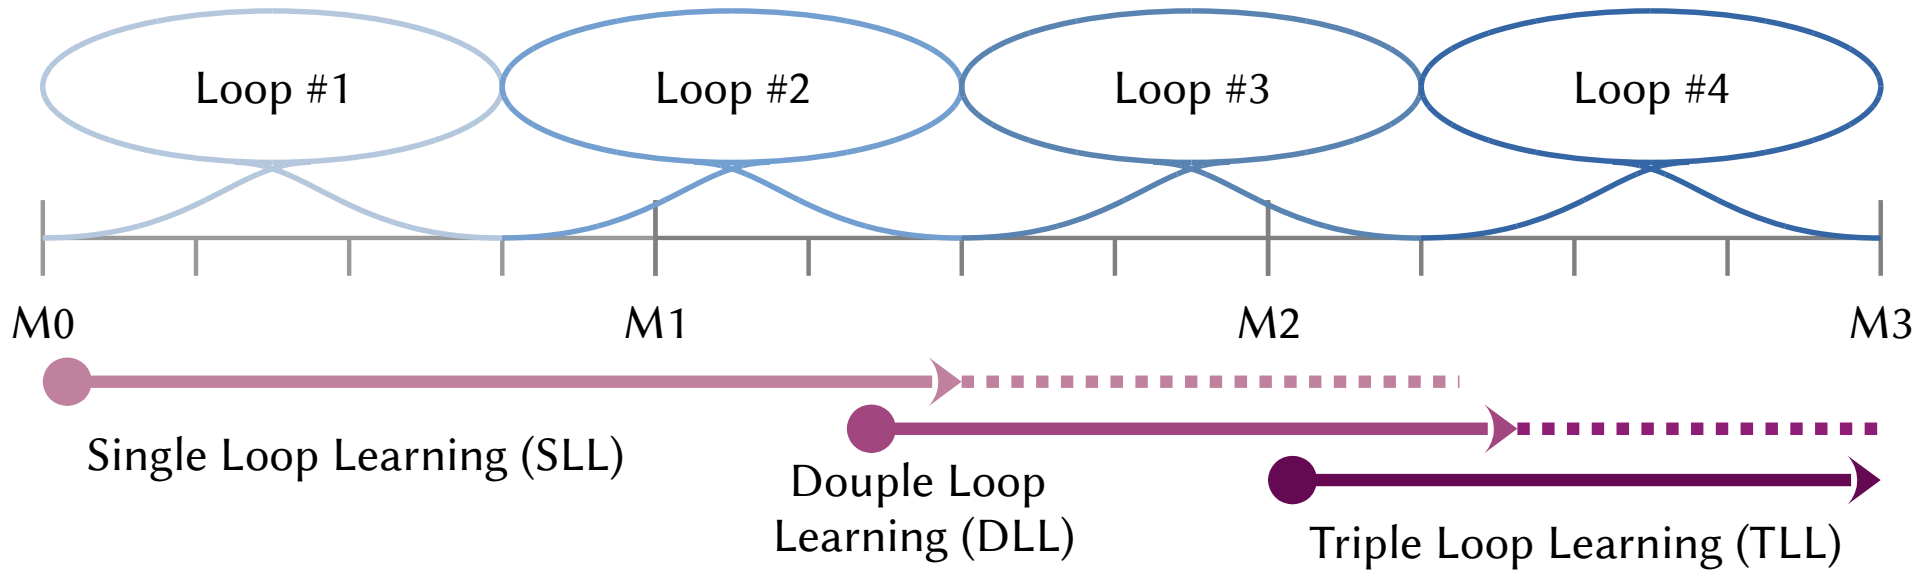 Loop #1
Loop #2
Loop #3
Loop #4
M0
M1
M2
M3
Single Loop Learning (SLL)
Douple Loop
Learning (DLL)
Triple Loop Learning (TLL)